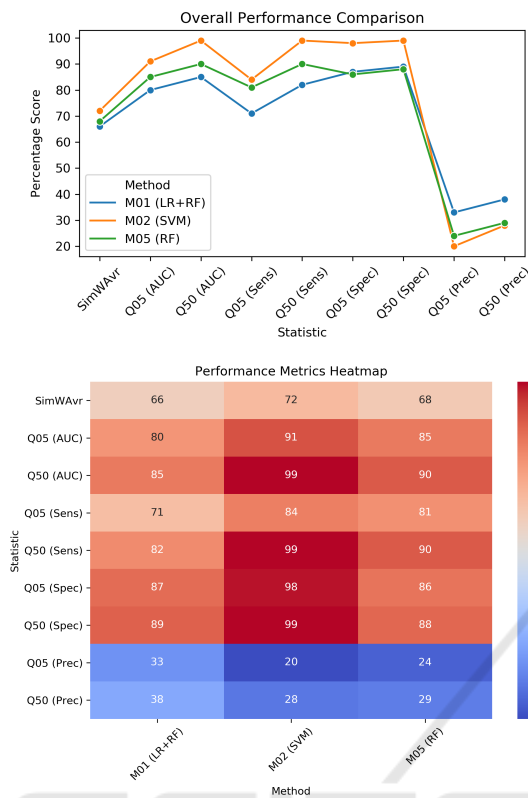 Overall Performance Comparison
100
90
80
70
60
50
40
30
20
Percentage Score
Method
M01 (LR+RF)
M02 (SVM)
M05 (RF)
SimWAvr
Q05 (AUC)
Q50 (AUC)
Q05 (Sens)
Q50 (Sens)
Q05 (Spec)
Q50 (Spec)
Q05 (Prec)
Q50 (Prec)
Statistic
Performance Metrics Heatmap
SimWAvr 66 72 68
Q05 (AUC) 80 91 85
Q50 (AUC) 85 99 90
Q05 (Sens) 71 84 81
Q50 (Sens) 82 99 90
Q05 (Spec) 87 98 86
Q50 (Spec) 89 99 88
Q05 (Prec) 33 20 24
Q50 (Prec) 38 28 29
Statistic
M01 (LR+RF)
M02 (SVM)
M05 (RF)
Method